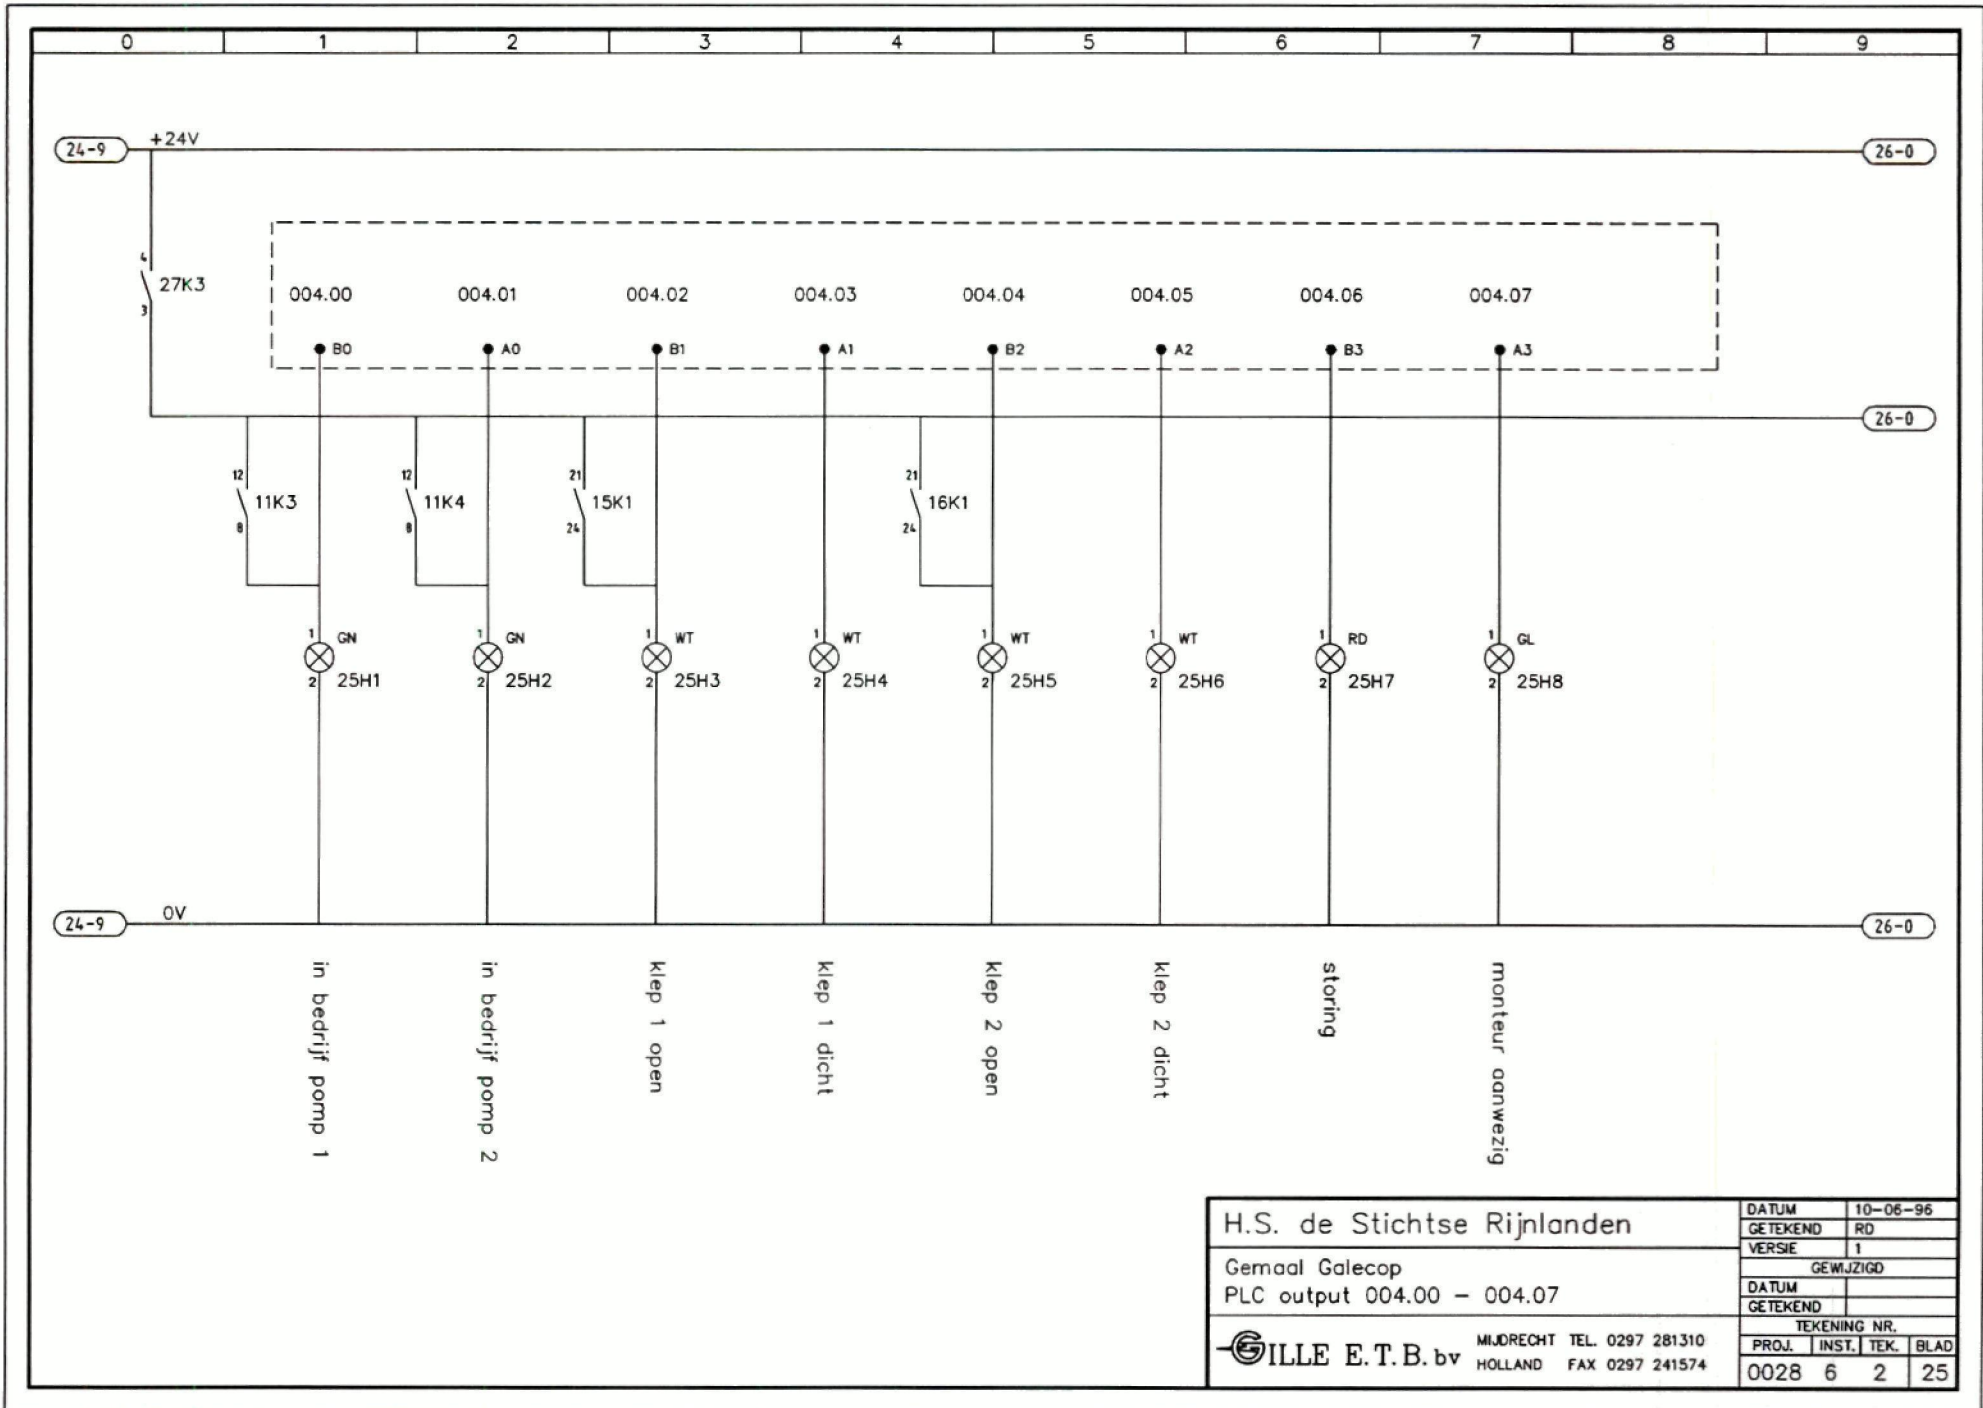 0 1 2 3 4 5 6 7 8 9
24-9 +24V 26-0
4
27K3
3
004.00 004.01 004.02 004.03 004.04 004.05 004.06 004.07
B0 A0 B1 A1 B2 A2 B3 A3
26-0
12 12 21 21
11K3 11K4 15K1 16K1
8 8 24 24
1 GN 1 GN 1 WT 1 WT 1 WT 1 WT 1 RD 1 GL
2 25H1 2 25H2 2 25H3 2 25H4 2 25H5 2 25H6 2 25H7 2 25H8
24-9 0V 26-0
in bedrijf pomp 1
in bedrijf pomp 2
klep 1 open
klep 1 dicht
klep 2 open
klep 2 dicht
storing
monteur aanwezig
H.S. de Stichtse Rijnlanden
Gemaal Galecop
PLC output 004.00 - 004.07
GILLE E.T.B. bv
MIJDRECHT TEL. 0297 281310
HOLLAND FAX 0297 241574
DATUM 10-06-96
GETEKEND RD
VERSIE 1
GEWIJZIGD
DATUM
GETEKEND
TEKENING NR.
PROJ. INST. TEK. BLAD
0028 6 2 25